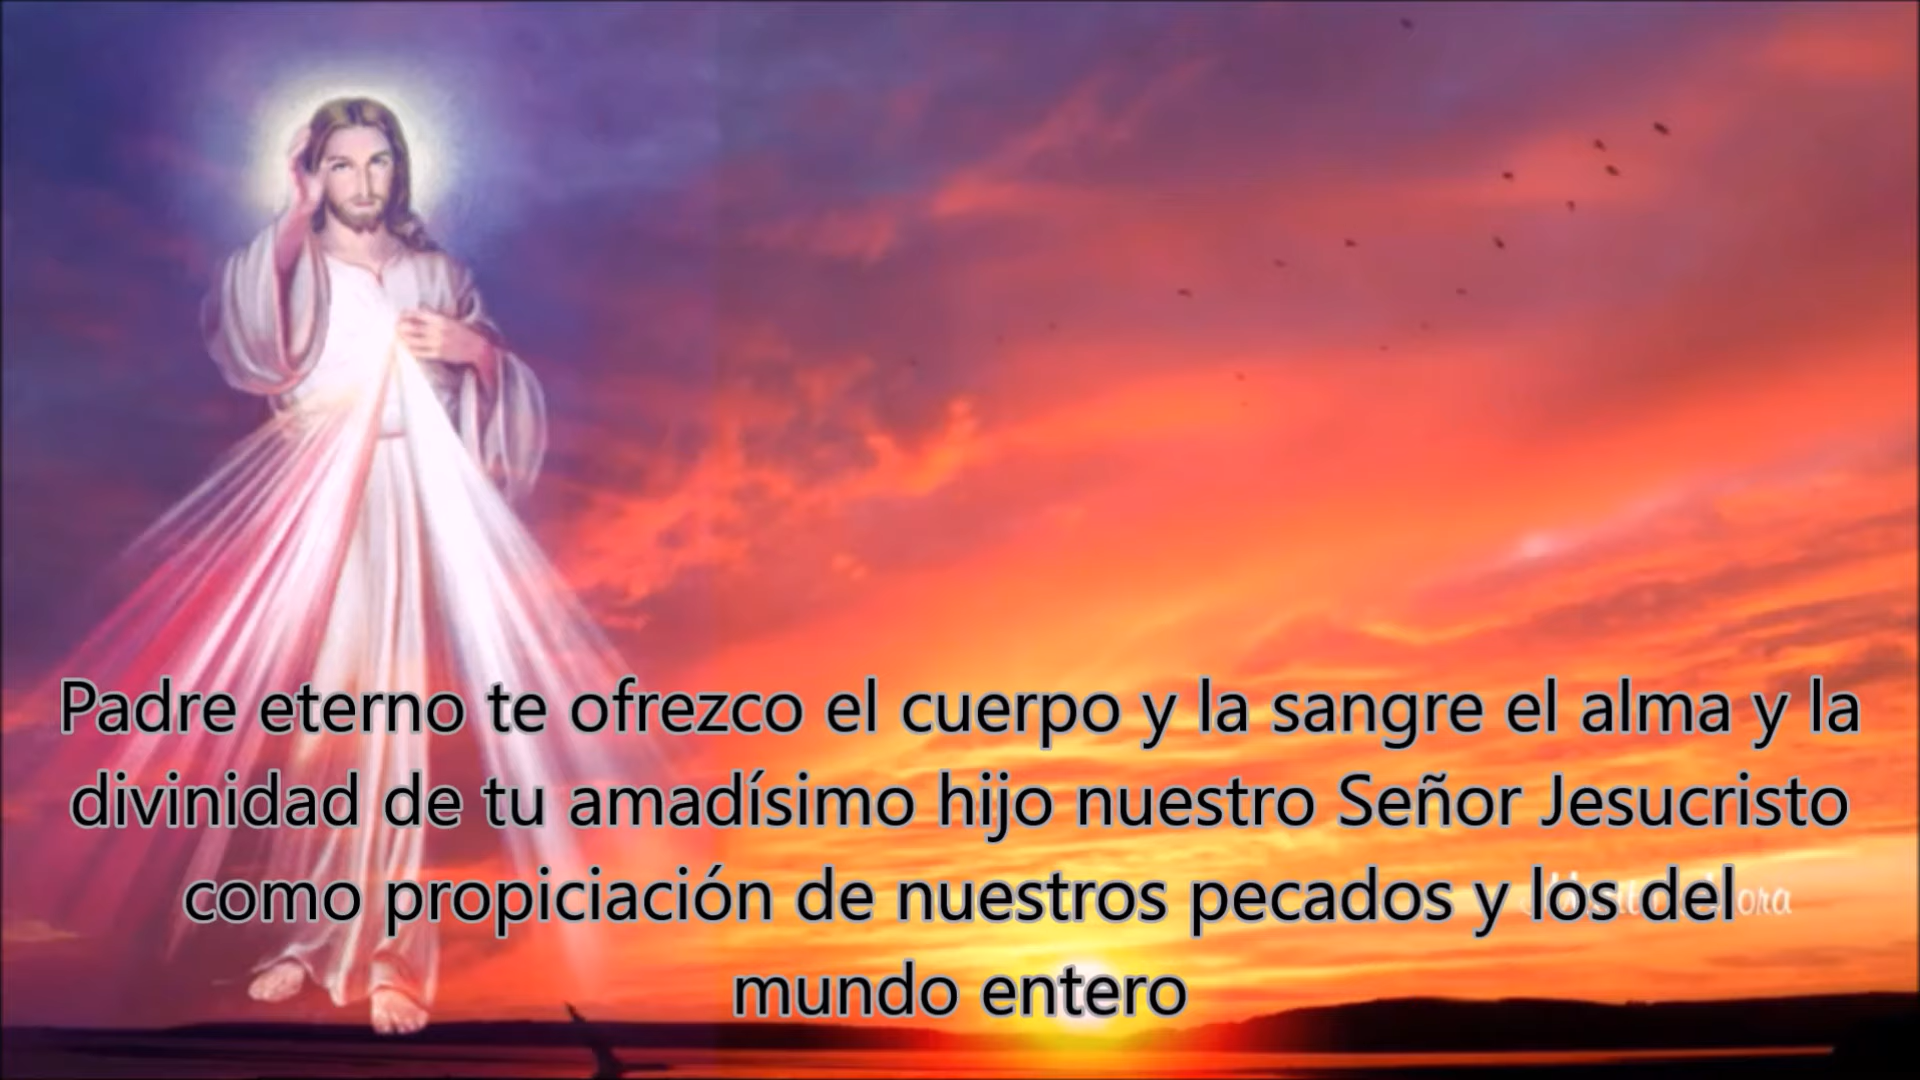 Padre eterno te ofrezco el cuerpo y la sangre el alma y la
divinidad de tu amadísimo hijo nuestro Señor Jesucristo
como propiciación de nuestros pecados y los del
mundo entero